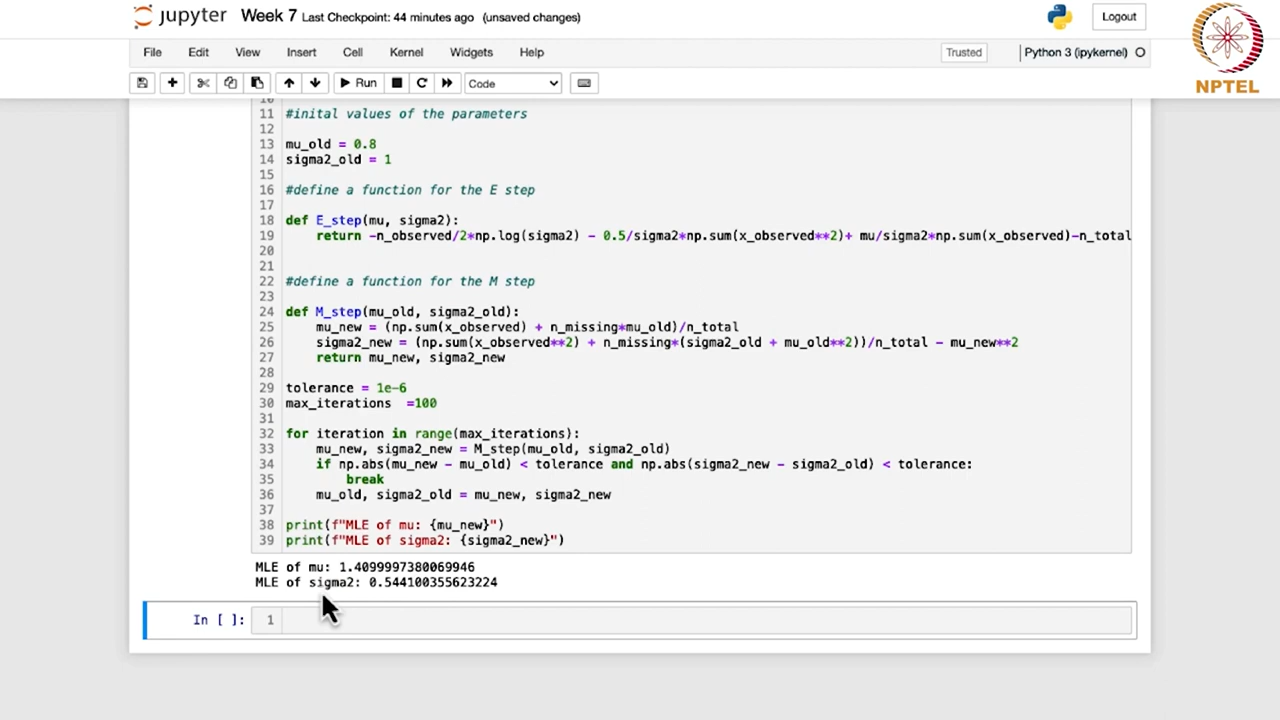 jupyter Week 7 Last Checkpoint: 44 minutes ago (unsaved changes)
Logout
NPTEL
File Edit View Insert Cell Kernel Widgets Help
Trusted Python 3 (ipykernel)
Run Code
10
11 #inital values of the parameters
12
13 mu_old = 0.8
14 sigma2_old = 1
15
16 #define a function for the E step
17
18 def E_step(mu, sigma2):
19 return -n_observed/2*np.log(sigma2) - 0.5/sigma2*np.sum(x_observed**2)+ mu/sigma2*np.sum(x_observed)-n_total
20
21
22 #define a function for the M step
23
24 def M_step(mu_old, sigma2_old):
25 mu_new = (np.sum(x_observed) + n_missing*mu_old)/n_total
26 sigma2_new = (np.sum(x_observed**2) + n_missing*(sigma2_old + mu_old**2))/n_total - mu_new**2
27 return mu_new, sigma2_new
28
29 tolerance = 1e-6
30 max_iterations =100
31
32 for iteration in range(max_iterations):
33 mu_new, sigma2_new = M_step(mu_old, sigma2_old)
34 if np.abs(mu_new - mu_old) < tolerance and np.abs(sigma2_new - sigma2_old) < tolerance:
35 break
36 mu_old, sigma2_old = mu_new, sigma2_new
37
38 print(f"MLE of mu: {mu_new}")
39 print(f"MLE of sigma2: {sigma2_new}")
MLE of mu: 1.4099997380069946
MLE of sigma2: 0.544100355623224
In [ ]: 1